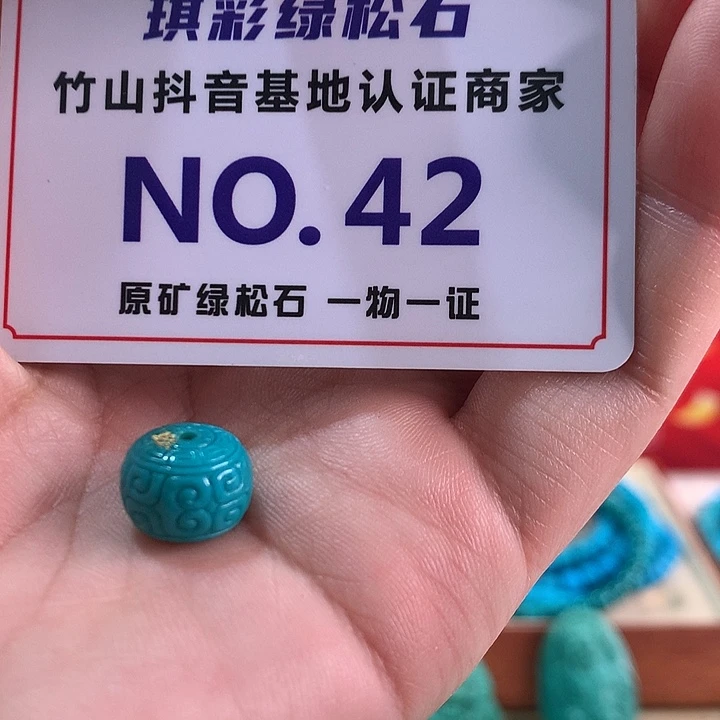 琪彩绿松石
竹山抖音基地认证商家
NO.42
原矿绿松石 一物一证